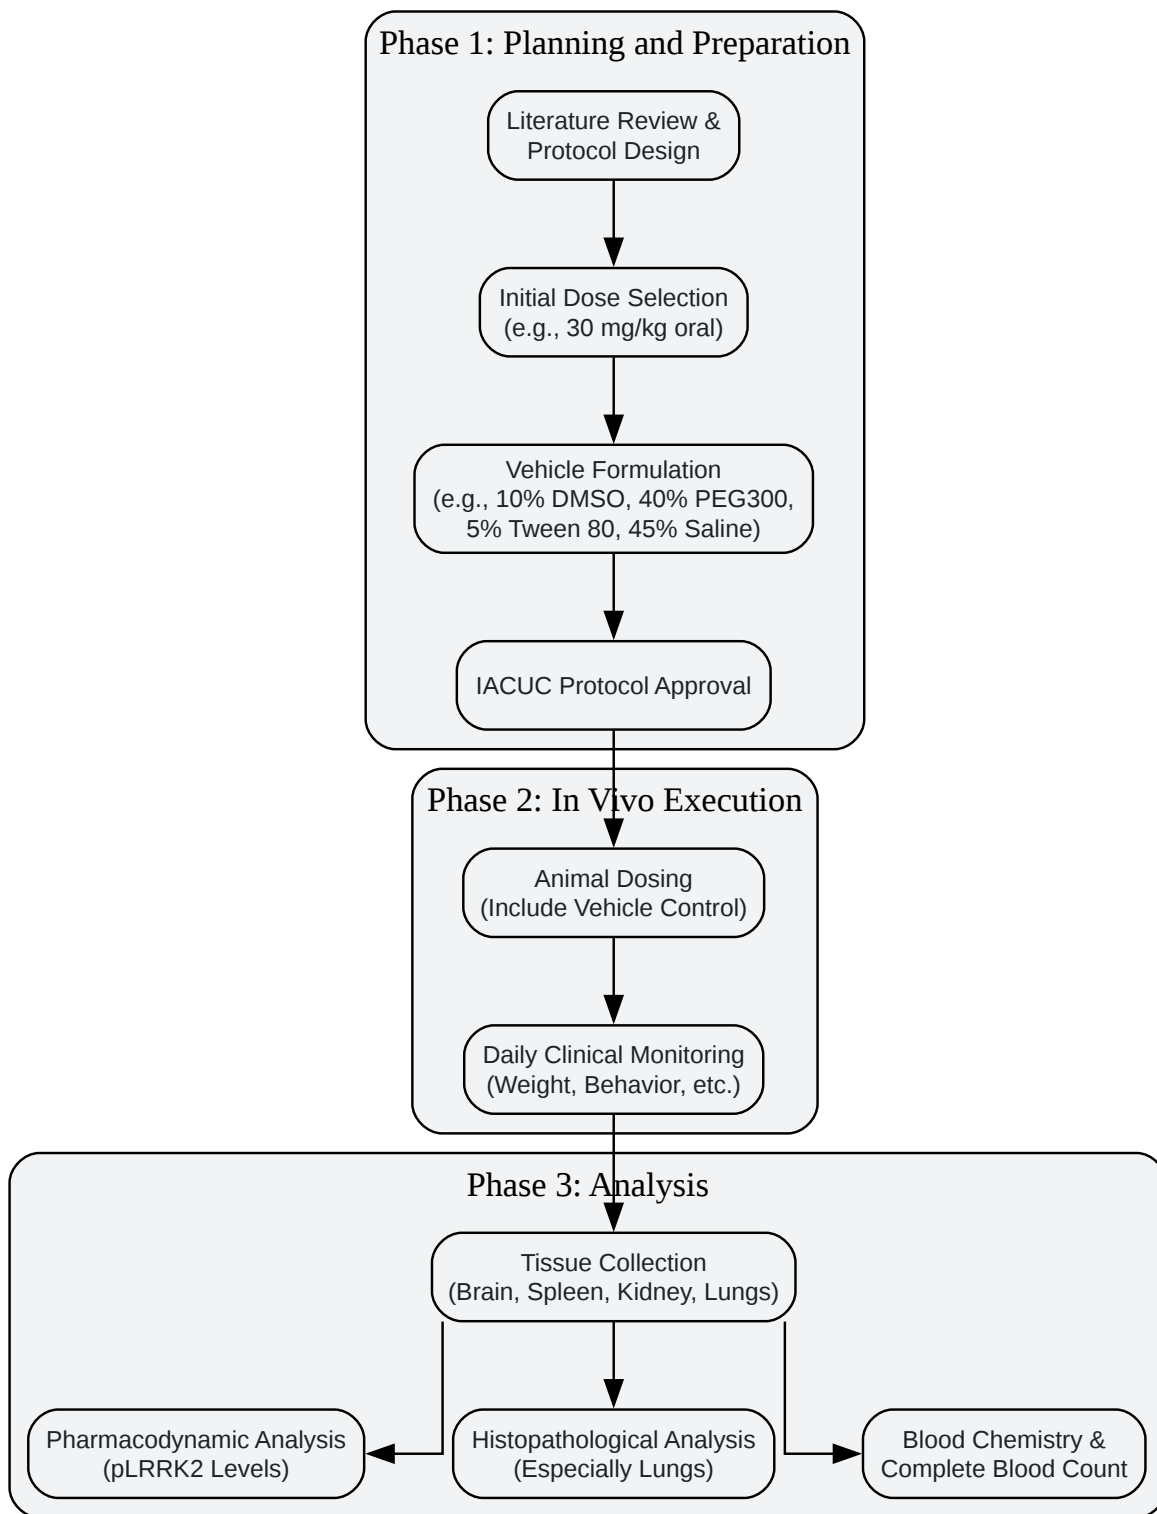 Phase 1: Planning and Preparation
Literature Review &
Protocol Design
Initial Dose Selection
(e.g., 30 mg/kg oral)
Vehicle Formulation
(e.g., 10% DMSO, 40% PEG300,
5% Tween 80, 45% Saline)
IACUC Protocol Approval
Phase 2: In Vivo Execution
Animal Dosing
(Include Vehicle Control)
Daily Clinical Monitoring
(Weight, Behavior, etc.)
Phase 3: Analysis
Tissue Collection
(Brain, Spleen, Kidney, Lungs)
Pharmacodynamic Analysis
(pLRRK2 Levels)
Histopathological Analysis
(Especially Lungs)
Blood Chemistry &
Complete Blood Count